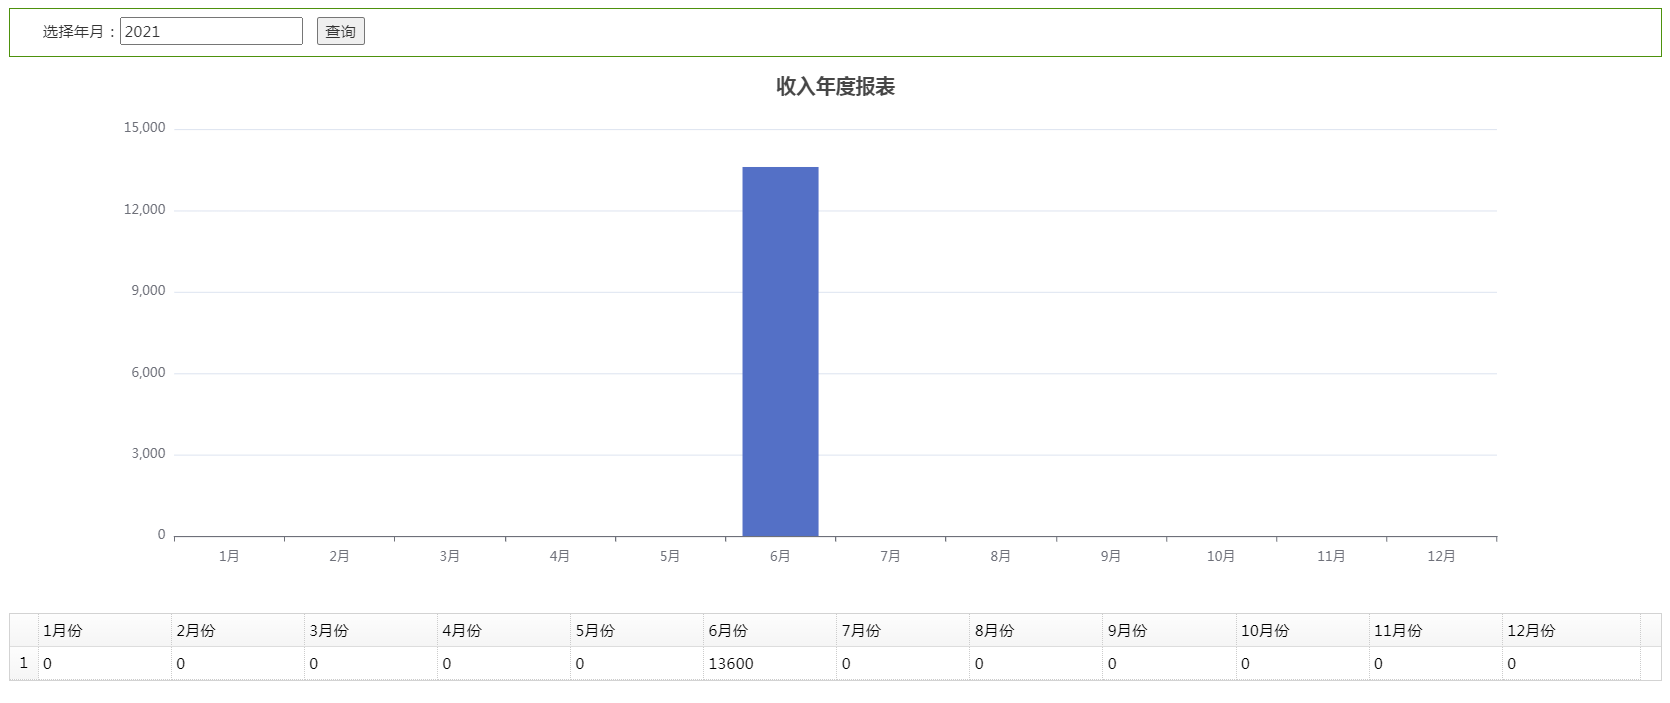 选择年月：2021 查询
收入年度报表
15,000
12,000
9,000
6,000
3,000
0
1月 2月 3月 4月 5月 6月 7月 8月 9月 10月 11月 12月
1月份 2月份 3月份 4月份 5月份 6月份 7月份 8月份 9月份 10月份 11月份 12月份
1 0 0 0 0 0 13600 0 0 0 0 0 0